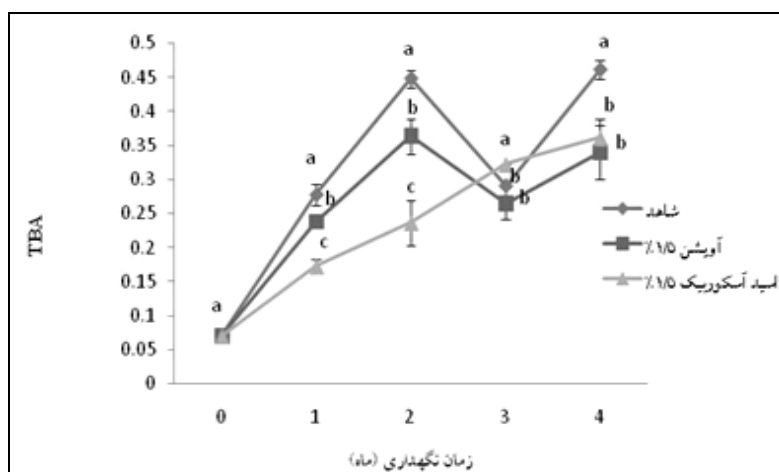 TBA
0.5
0.45
0.4
0.35
0.3
0.25
0.2
0.15
0.1
0.05
0
a
a
b
c
a
b
c
a
b
b
a
b
b
شاهد
آویشن ۱/۵٪
اسید آسکوربیک ۱/۵٪
0 1 2 3 4
زمان نگهداری (ماه)